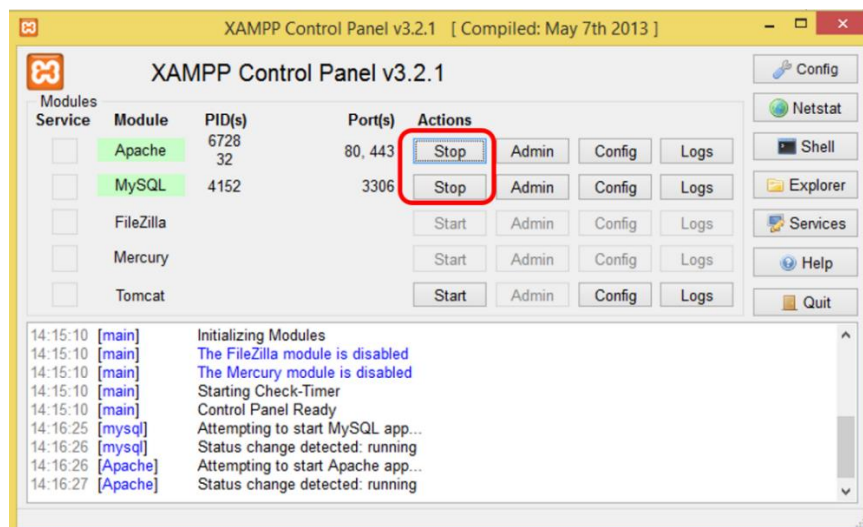 XAMPP Control Panel v3.2.1 [ Compiled: May 7th 2013 ]
XAMPP Control Panel v3.2.1
Config
Modules
Service Module PID(s) Port(s) Actions
Netstat
Apache 6728 32 80, 443 Stop Admin Config Logs
Shell
MySQL 4152 3306 Stop Admin Config Logs
Explorer
FileZilla Start Admin Config Logs
Services
Mercury Start Admin Config Logs
Help
Tomcat Start Admin Config Logs
Quit
14:15:10 [main] Initializing Modules
14:15:10 [main] The FileZilla module is disabled
14:15:10 [main] The Mercury module is disabled
14:15:10 [main] Starting Check-Timer
14:15:10 [main] Control Panel Ready
14:16:25 [mysql] Attempting to start MySQL app...
14:16:26 [mysql] Status change detected: running
14:16:26 [Apache] Attempting to start Apache app...
14:16:27 [Apache] Status change detected: running